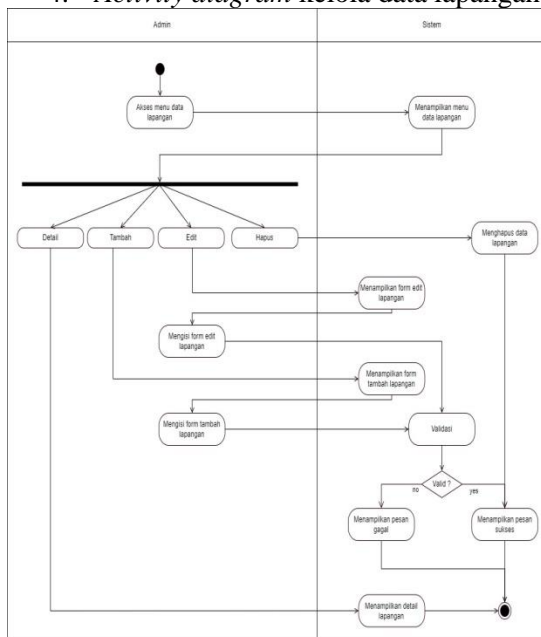 4. Activity diagram kelola data lapangan
Admin
Sistem
Akses menu data
lapangan
Menampilkan menu
data lapangan
Detail
Tambah
Edit
Hapus
Menghapus data
lapangan
Menampilkan form edit
lapangan
Mengisi form edit
lapangan
Menampilkan form
tambah lapangan
Mengisi form tambah
lapangan
Validasi
Valid ?
no
yes
Menampilkan pesan
gagal
Menampilkan pesan
sukses
Menampilkan detail
lapangan